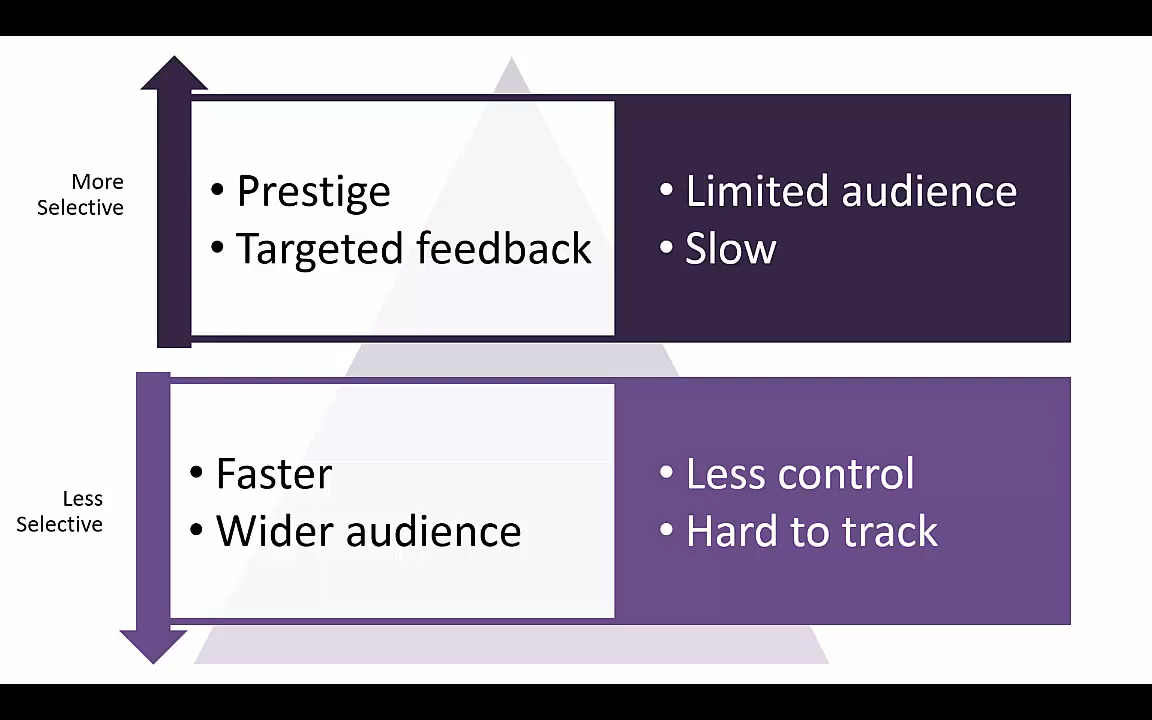 More
Selective
• Prestige
• Targeted feedback
• Limited audience
• Slow
Less
Selective
• Faster
• Wider audience
• Less control
• Hard to track